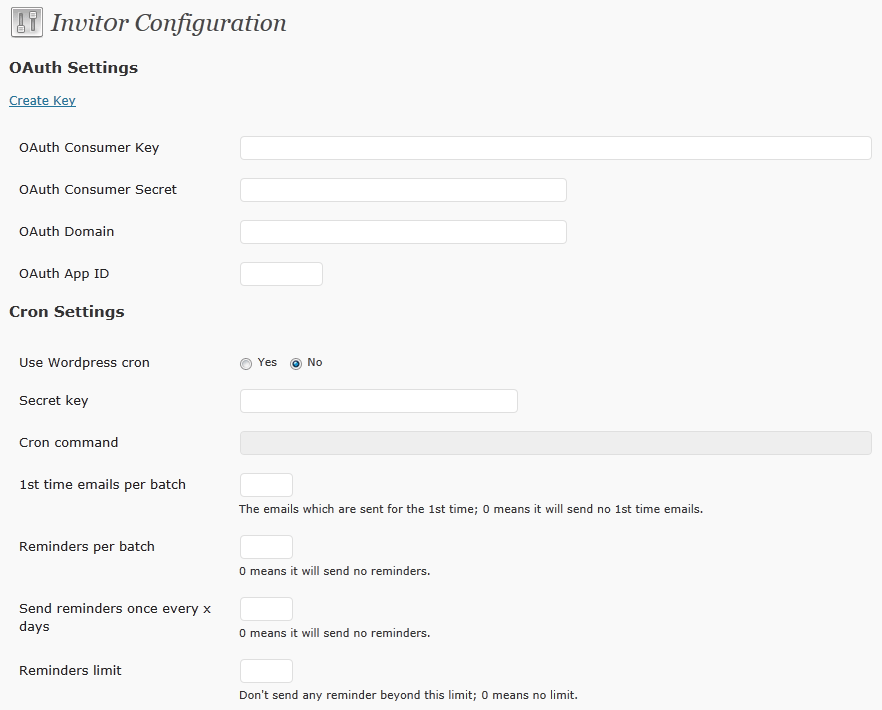 Invitor Configuration
OAuth Settings
Create Key
OAuth Consumer Key
OAuth Consumer Secret
OAuth Domain
OAuth App ID
Cron Settings
Use Wordpress cron Yes No
Secret key
Cron command
1st time emails per batch
The emails which are sent for the 1st time; 0 means it will send no 1st time emails.
Reminders per batch
0 means it will send no reminders.
Send reminders once every x
days
0 means it will send no reminders.
Reminders limit
Don't send any reminder beyond this limit; 0 means no limit.